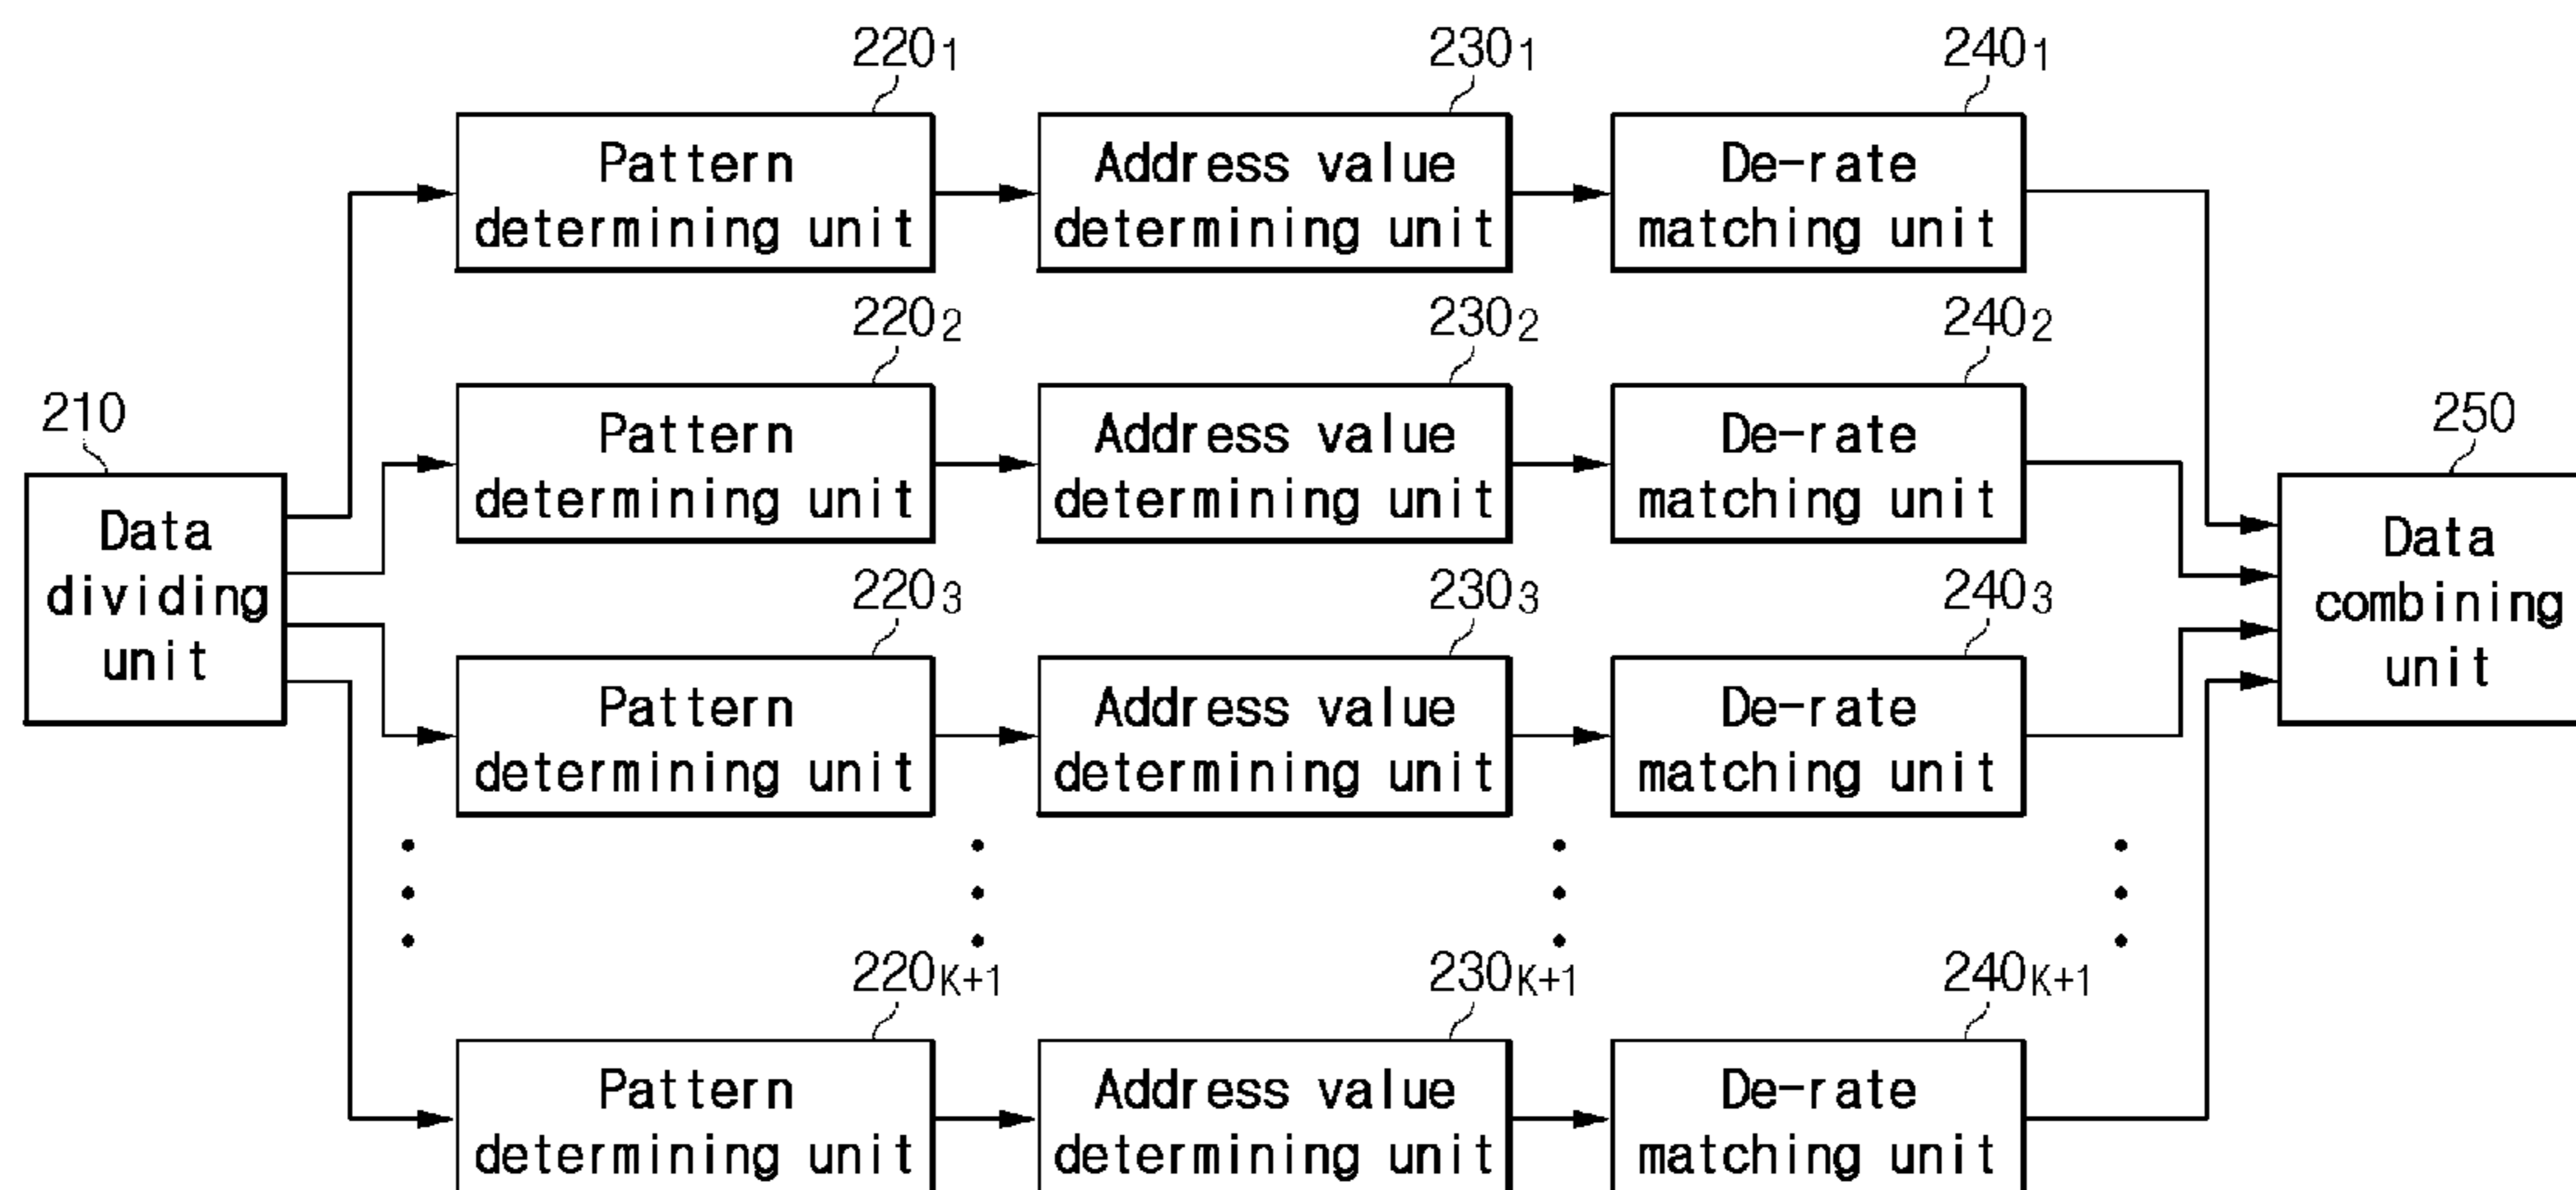 220₁
230₁
240₁
Pattern
determining unit
Address value
determining unit
De-rate
matching unit
220₂
230₂
240₂
Pattern
determining unit
Address value
determining unit
De-rate
matching unit
210
Data
dividing
unit
250
Data
combining
unit
220₃
230₃
240₃
Pattern
determining unit
Address value
determining unit
De-rate
matching unit
220K+1
230K+1
240K+1
Pattern
determining unit
Address value
determining unit
De-rate
matching unit